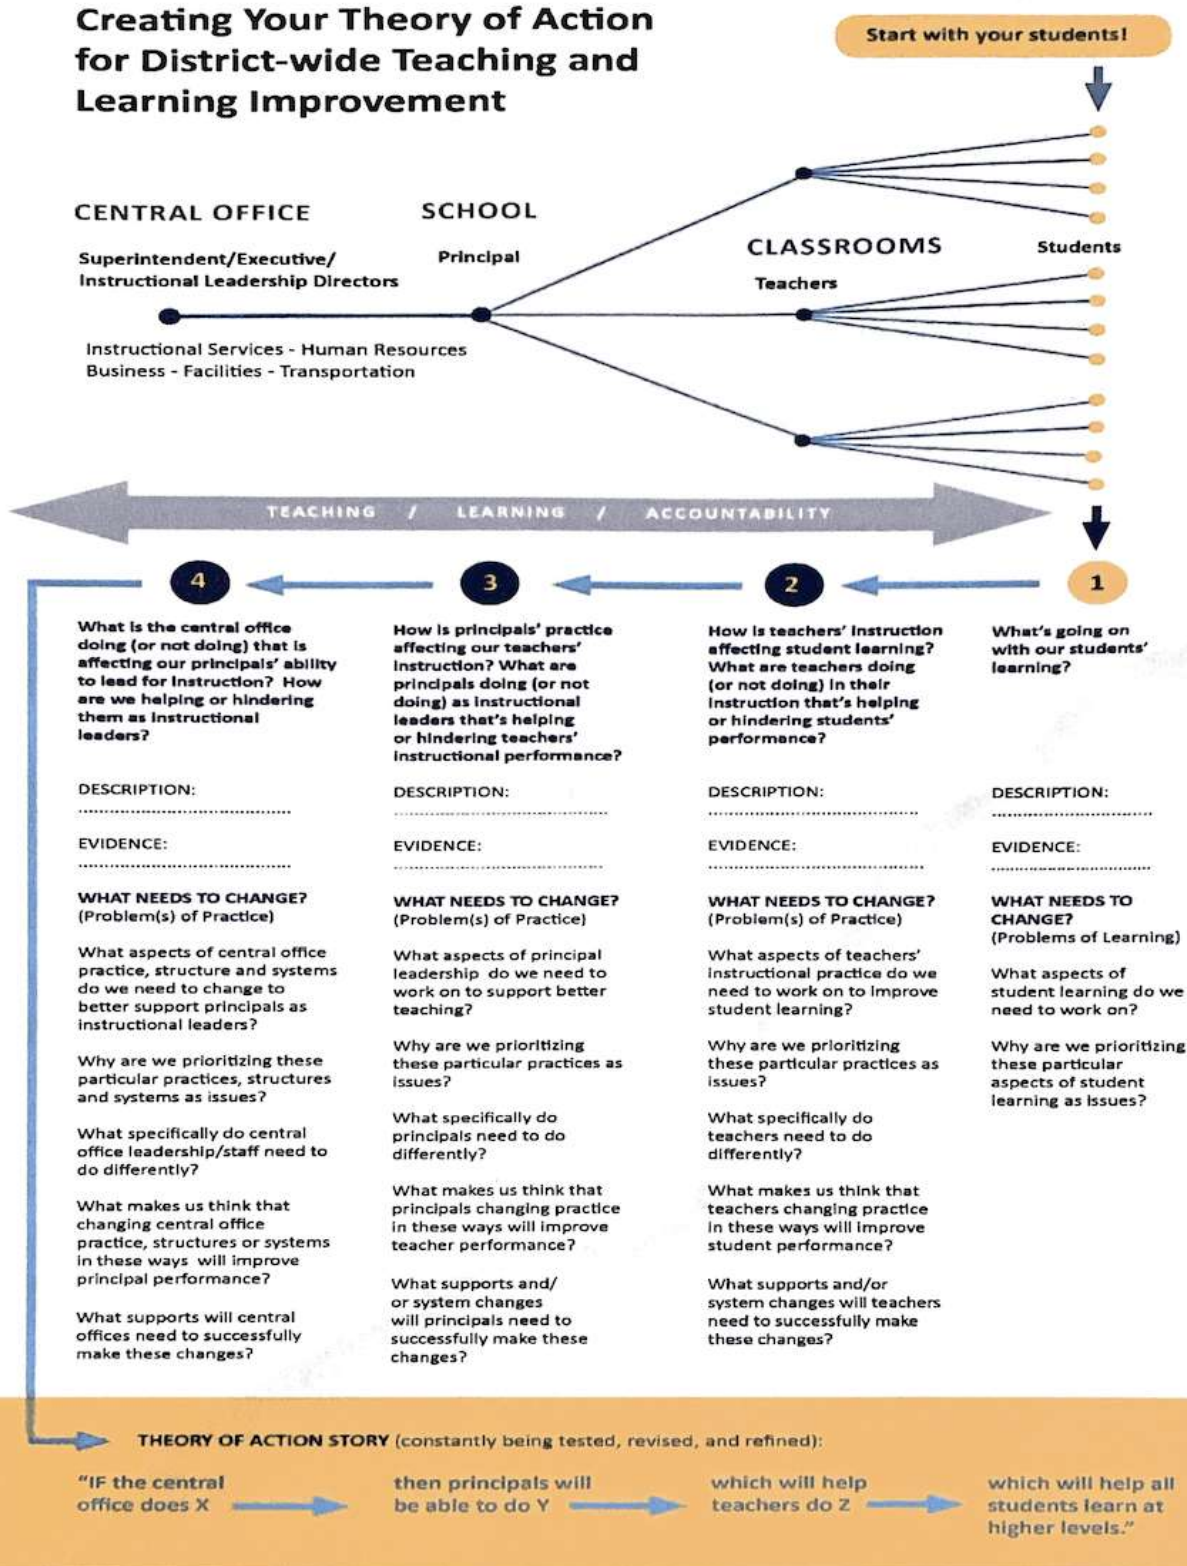 Creating Your Theory of Action
for District-wide Teaching and
Learning Improvement
Start with your students!
CENTRAL OFFICE
Superintendent/Executive/
Instructional Leadership Directors
Instructional Services - Human Resources
Business - Facilities - Transportation
SCHOOL
Principal
CLASSROOMS
Teachers
Students
TEACHING / LEARNING / ACCOUNTABILITY
4
3
2
1
What is the central office
doing (or not doing) that is
affecting our principals' ability
to lead for instruction? How
are we helping or hindering
them as instructional
leaders?
DESCRIPTION:
EVIDENCE:
WHAT NEEDS TO CHANGE?
(Problem(s) of Practice)
What aspects of central office
practice, structure and systems
do we need to change to
better support principals as
instructional leaders?
Why are we prioritizing these
particular practices, structures
and systems as issues?
What specifically do central
office leadership/staff need to
do differently?
What makes us think that
changing central office
practice, structures or systems
in these ways will improve
principal performance?
What supports will central
offices need to successfully
make these changes?
How is principals' practice
affecting our teachers'
instruction? What are
principals doing (or not
doing) as instructional
leaders that's helping
or hindering teachers'
instructional performance?
DESCRIPTION:
EVIDENCE:
WHAT NEEDS TO CHANGE?
(Problem(s) of Practice)
What aspects of principal
leadership do we need to
work on to support better
teaching?
Why are we prioritizing
these particular practices as
issues?
What specifically do
principals need to do
differently?
What makes us think that
principals changing practice
in these ways will improve
teacher performance?
What supports and/
or system changes
will principals need to
successfully make these
changes?
How is teachers' instruction
affecting student learning?
What are teachers doing
(or not doing) in their
instruction that's helping
or hindering students'
performance?
DESCRIPTION:
EVIDENCE:
WHAT NEEDS TO CHANGE?
(Problem(s) of Practice)
What aspects of teachers'
instructional practice do we
need to work on to improve
student learning?
Why are we prioritizing
these particular practices as
issues?
What specifically do
teachers need to do
differently?
What makes us think that
teachers changing practice
in these ways will improve
student performance?
What supports and/or
system changes will teachers
need to successfully make
these changes?
What's going on
with our students'
learning?
DESCRIPTION:
EVIDENCE:
WHAT NEEDS TO
CHANGE?
(Problems of Learning)
What aspects of
student learning do we
need to work on?
Why are we prioritizing
these particular
aspects of student
learning as issues?
THEORY OF ACTION STORY (constantly being tested, revised, and refined):
"IF the central
office does X
then principals will
be able to do Y
which will help
teachers do Z
which will help all
students learn at
higher levels."